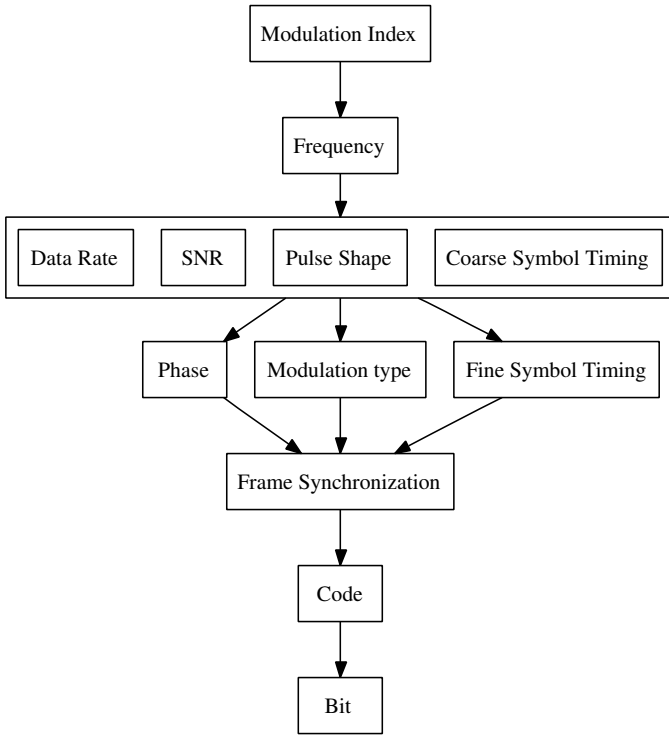 Modulation Index
Frequency
Data Rate
SNR
Pulse Shape
Coarse Symbol Timing
Phase
Modulation type
Fine Symbol Timing
Frame Synchronization
Code
Bit